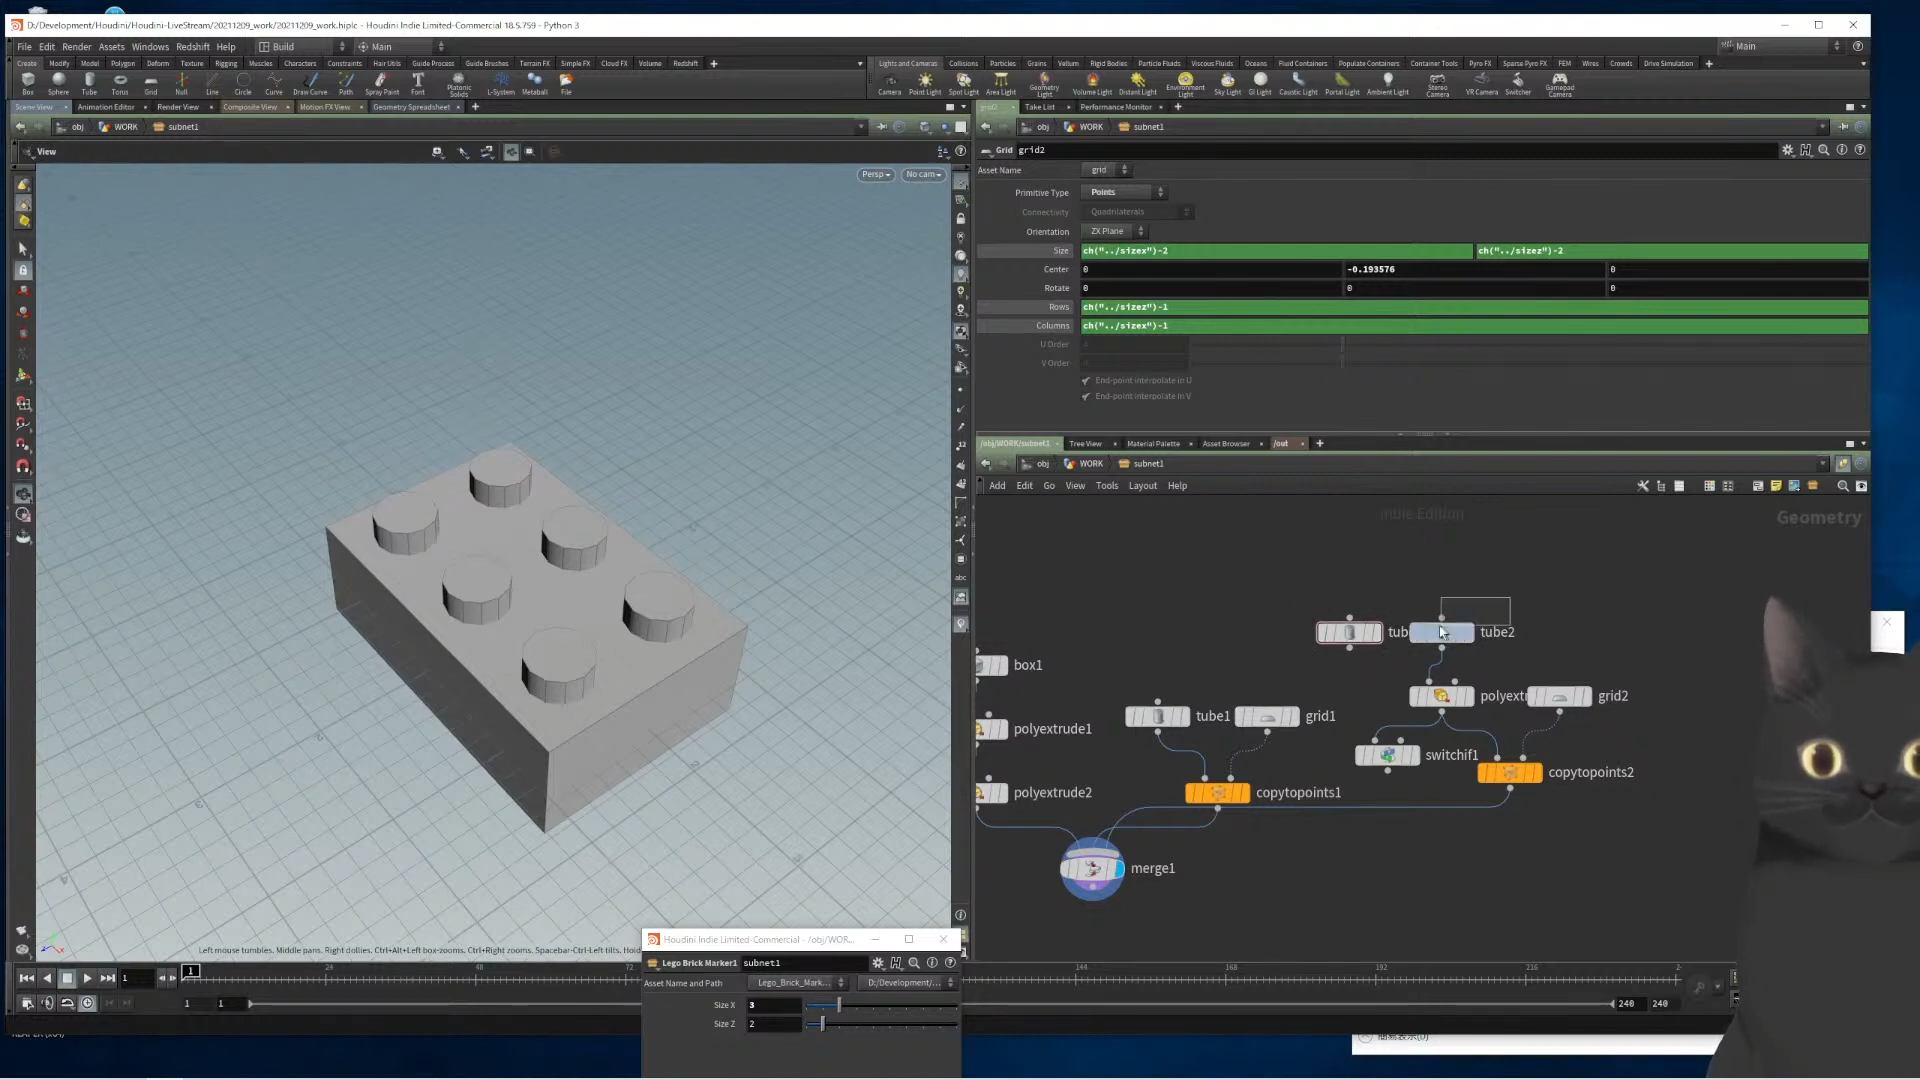 D:/Development/Houdini/Houdini-LiveStream/20211209_work/20211209_work.hiplc - Houdini Indie Limited-Commercial 18.5.759 - Python 3
File Edit Render Assets Windows Redshift Help Build Main Main
Create Modify Model Polygon Deform Texture Rigging Muscles Characters Constraints Hair Utils Guide Process Guide Brushes Terrain FX Simple FX Cloud FX Volume Redshift
Lights and Cameras Collisions Particles Grains Vellum Rigid Bodies Particle Fluids Viscous Fluids Oceans Fluid Containers Populate Containers Container Tools Pyro FX Sparse Pyro FX FEM Wires Crowds Drive Simulation
Box Sphere Tube Torus Grid Null Line Circle Curve Draw Curve Path Spray Paint Font Platonic Solids L-System Metaball File
Camera Point Light Spot Light Area Light Geometry Light Volume Light Distant Light Environment Light Sky Light GI Light Caustic Light Portal Light Ambient Light Stereo Camera VR Camera Switcher Gamepad Camera
Scene View Animation Editor Render View Composite View Motion FX View Geometry Spreadsheet
grid2 Take List Performance Monitor
obj WORK subnet1
obj WORK subnet1
View
Persp No cam
Grid grid2
Asset Name grid
Primitive Type Points
Connectivity Quadrilaterals
Orientation ZX Plane
Size ch("../sizex")-2 ch("../sizez")-2
Center 0 -0.193576 0
Rotate 0 0 0
Rows ch("../sizez")-1
Columns ch("../sizex")-1
U Order
V Order
End-point interpolate in U
End-point interpolate in V
/obj/WORK/subnet1 Tree View Material Palette Asset Browser /out
obj WORK subnet1
Add Edit Go View Tools Layout Help
Indie Edition
Geometry
tub
tube2
box1
polyextr
grid2
tube1
grid1
polyextrude1
switchif1
copytopoints2
polyextrude2
copytopoints1
merge1
abc
Left mouse tumbles. Middle pans. Right dollies. Ctrl+Alt+Left box-zooms. Ctrl+Right zooms. Spacebar-Ctrl-Left tilts. Hold
Houdini Indie Limited-Commercial - /obj/WOR...
Lego Brick Marker1 subnet1
Asset Name and Path Lego_Brick_Mark... D:/Development/...
Size X 3
Size Z 2
1
1
24 48 72 144 168 192 216 2
1 1
240 240
簡易表示(O)